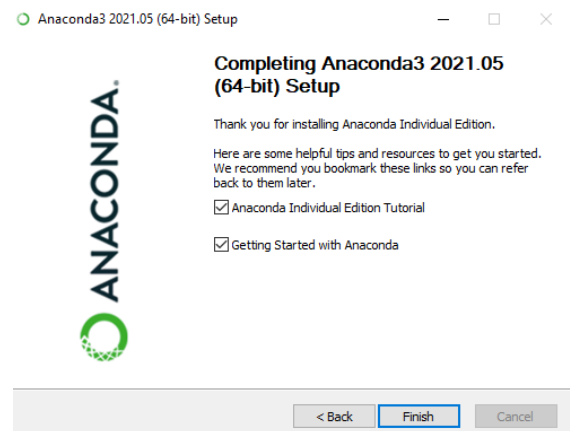 Anaconda3 2021.05 (64-bit) Setup
ANACONDA.
Completing Anaconda3 2021.05
(64-bit) Setup
Thank you for installing Anaconda Individual Edition.
Here are some helpful tips and resources to get you started.
We recommend you bookmark these links so you can refer
back to them later.
Anaconda Individual Edition Tutorial
Getting Started with Anaconda
< Back Finish Cancel